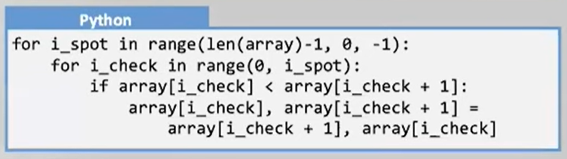 Python
for i_spot in range(len(array)-1, 0, -1):
    for i_check in range(0, i_spot):
        if array[i_check] < array[i_check + 1]:
            array[i_check], array[i_check + 1] =
                array[i_check + 1], array[i_check]